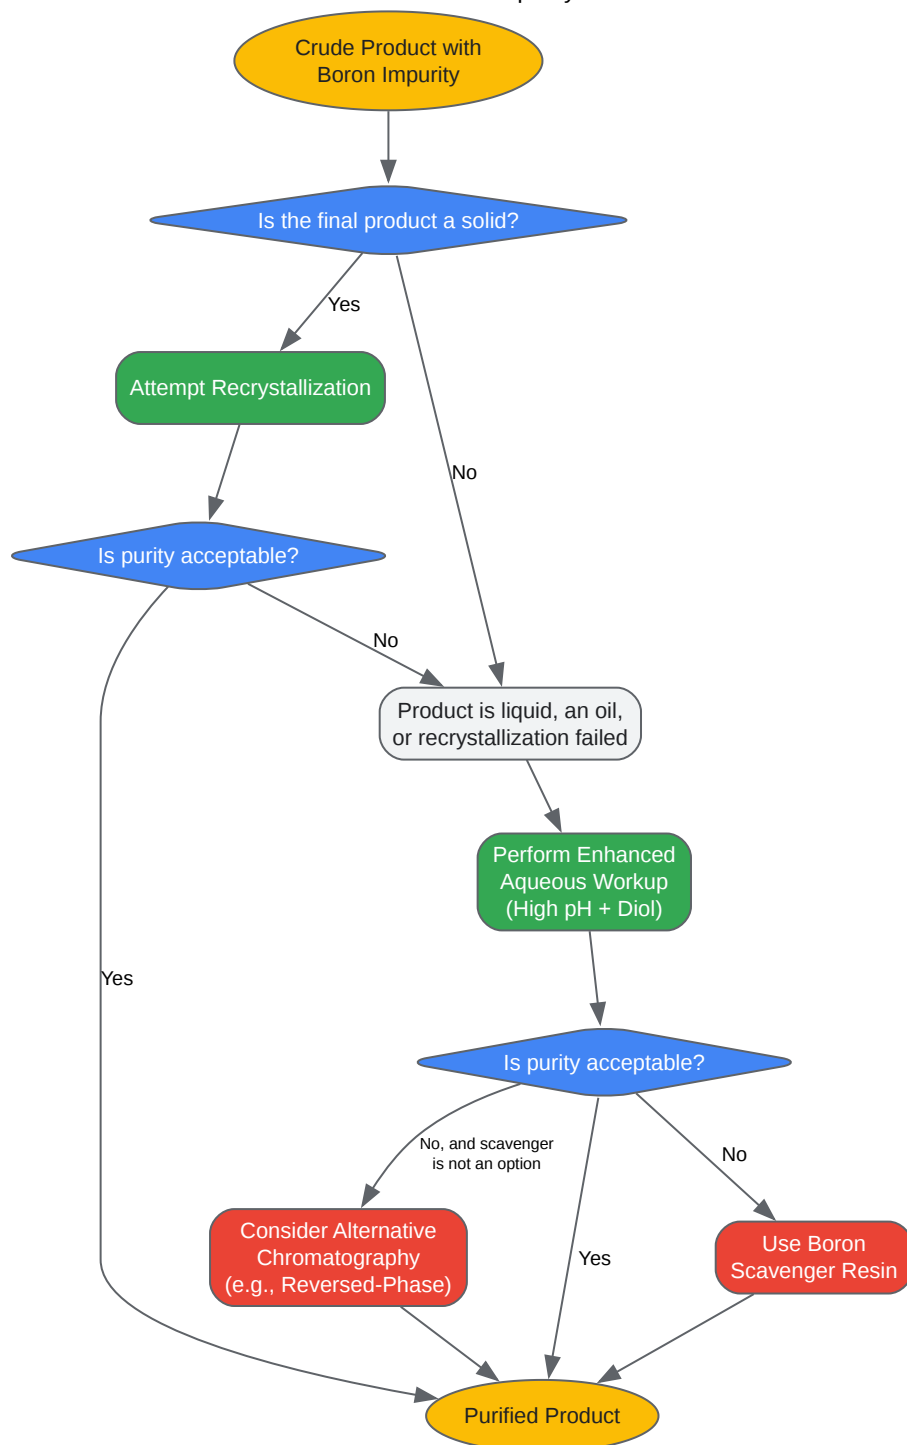 Crude Product with
Boron Impurity
Is the final product a solid?
Yes
Attempt Recrystallization
No
Is purity acceptable?
No
Product is liquid, an oil,
or recrystallization failed
Perform Enhanced
Aqueous Workup
(High pH + Diol)
Yes
Is purity acceptable?
No, and scavenger
is not an option
No
Consider Alternative
Chromatography
(e.g., Reversed-Phase)
Yes
Use Boron
Scavenger Resin
Purified Product